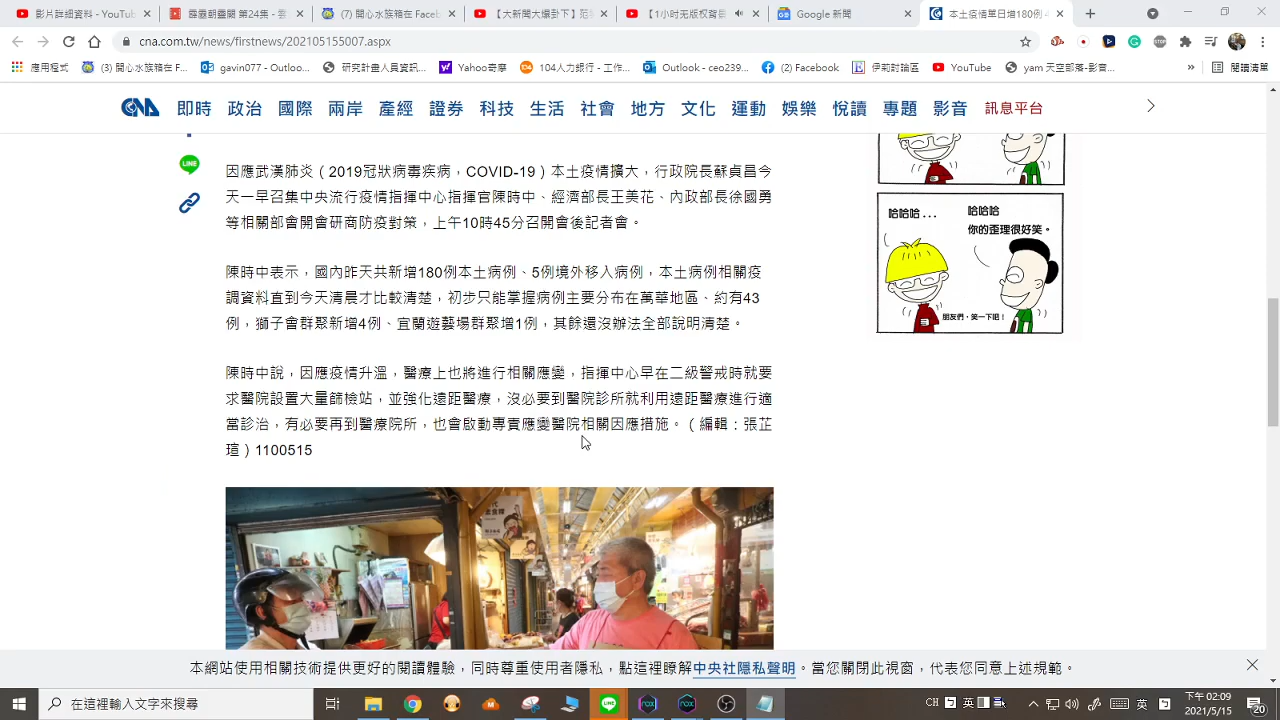 影片詳細資料 - YouTube
霹靂明靈關 第24集 -
(7) 開心水族箱在 Faceb
【大新聞大爆卦下】范
【1小时无版权背
Google 新聞
本土疫情單日增180例
cna.com.tw/news/firstnews/202105155007.aspx
應用程式
(3) 開心水族箱在 F...
gavin077 - Outloo...
研究計畫人員資訊...
Yahoo奇摩
104人力銀行 - 工作...
Outlook - ceo239...
(2) Facebook
伊莉討論區
YouTube
yam 天空部落-影音...
»
閱讀清單
CNA
即時
政治
國際
兩岸
產經
證券
科技
生活
社會
地方
文化
運動
娛樂
悅讀
專題
影音
訊息平台
LINE
因應武漢肺炎（2019冠狀病毒疾病，COVID-19）本土疫情擴大，行政院長蘇貞昌今
天一早召集中央流行疫情指揮中心指揮官陳時中、經濟部長王美花、內政部長徐國勇
等相關部會開會研商防疫對策，上午10時45分召開會後記者會。
陳時中表示，國內昨天共新增180例本土病例、5例境外移入病例，本土病例相關疫
調資料直到今天清晨才比較清楚，初步只能掌握病例主要分布在萬華地區、約有43
例，獅子會群聚新增4例、宜蘭遊藝場群聚增1例，其餘還沒辦法全部說明清楚。
陳時中說，因應疫情升溫，醫療上也將進行相關應變，指揮中心早在二級警戒時就要
求醫院設置大量篩檢站，並強化遠距醫療，沒必要到醫院診所就利用遠距醫療進行適
當診治，有必要再到醫療院所，也會啟動專責應變醫院相關因應措施。（編輯：張芷
瑄）1100515
哈哈哈...
哈哈哈
你的歪理很好笑。
朋友們，笑一下吧！
本網站使用相關技術提供更好的閱讀體驗，同時尊重使用者隱私，點這裡瞭解中央社隱私聲明。當您關閉此視窗，代表您同意上述規範。
在這裡輸入文字來搜尋
LINE
CH
英
英
下午 02:09
2021/5/15
20